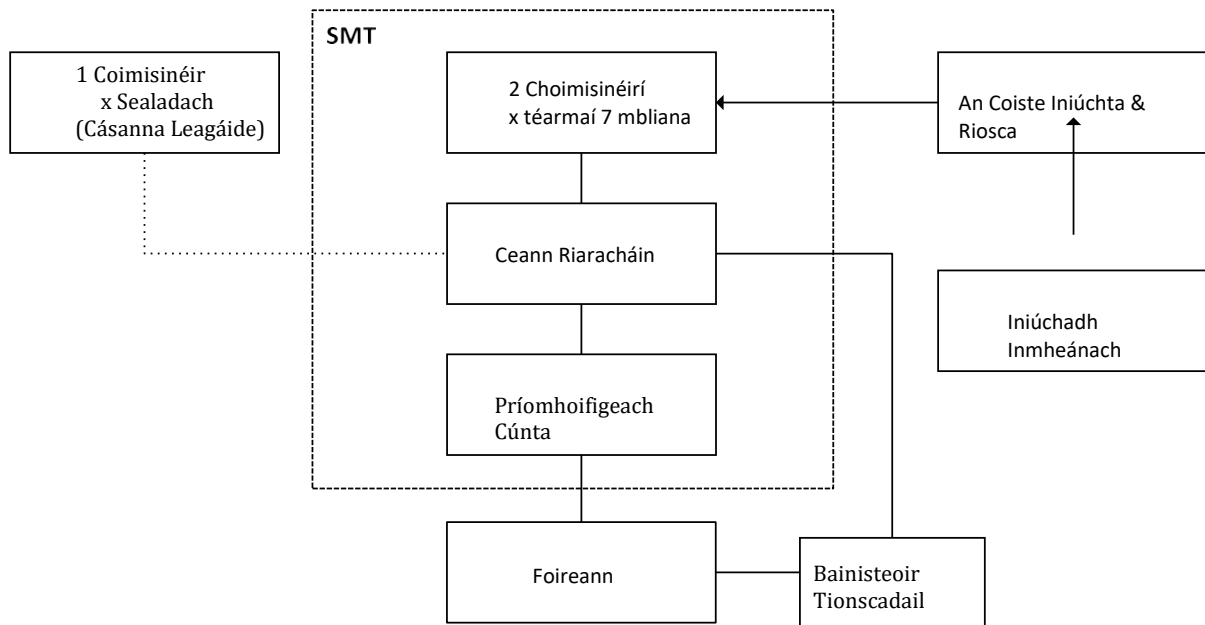 SMT
1 Coimisinéir
x Sealadach
(Cásanna Leagáide)
2 Choimisinéirí
x téarmaí 7 mbliana
An Coiste Iniúchta &
Riosca
Ceann Riaracháin
Iniúchadh
Inmheánach
Príomhoifigeach
Cúnta
Foireann
Bainisteoir
Tionscadail